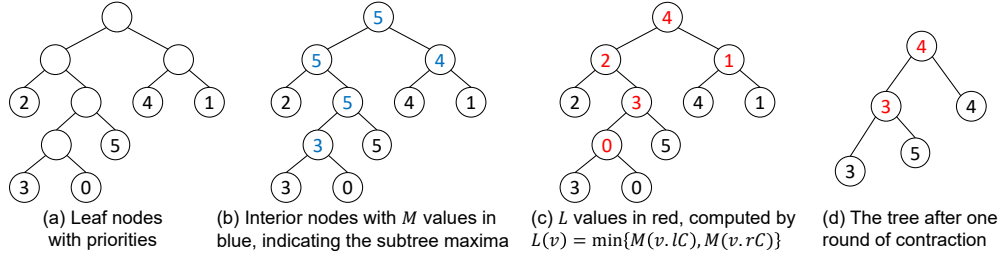 2 4 1
5
3 0
(a) Leaf nodes
with priorities
5
5 4
2 5 4 1
3 5
3 0
(b) Interior nodes with M values in
blue, indicating the subtree maxima
4
2 1
2 3 4 1
0 5
3 0
(c) L values in red, computed by
L(v) = min{M(v.lC), M(v.rC)}
4
3 4
5
3
(d) The tree after one
round of contraction